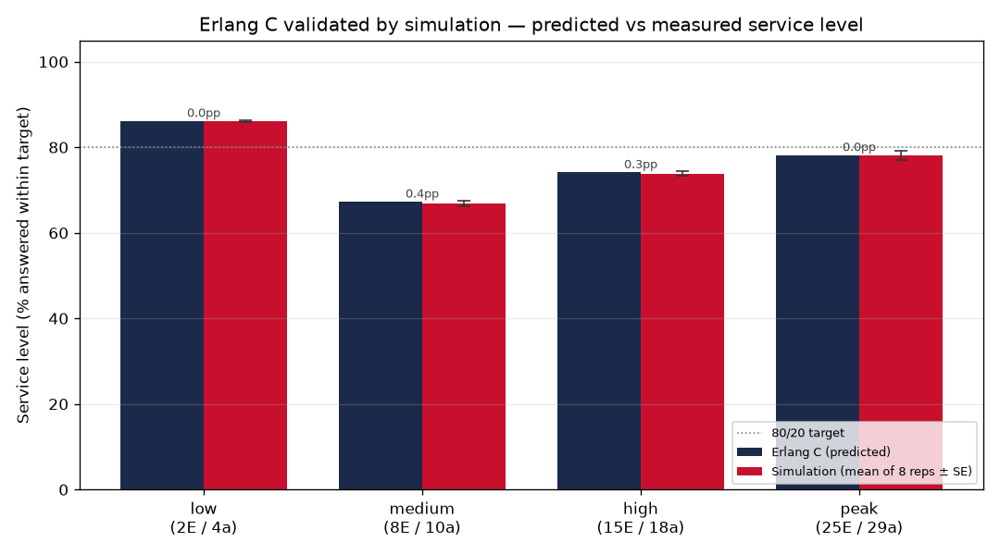 Erlang C validated by simulation — predicted vs measured service level
Service level (% answered within target)
100
80
60
40
20
0
0.0pp
0.4pp
0.3pp
0.0pp
80/20 target
Erlang C (predicted)
Simulation (mean of 8 reps ± SE)
low
(2E / 4a)
medium
(8E / 10a)
high
(15E / 18a)
peak
(25E / 29a)